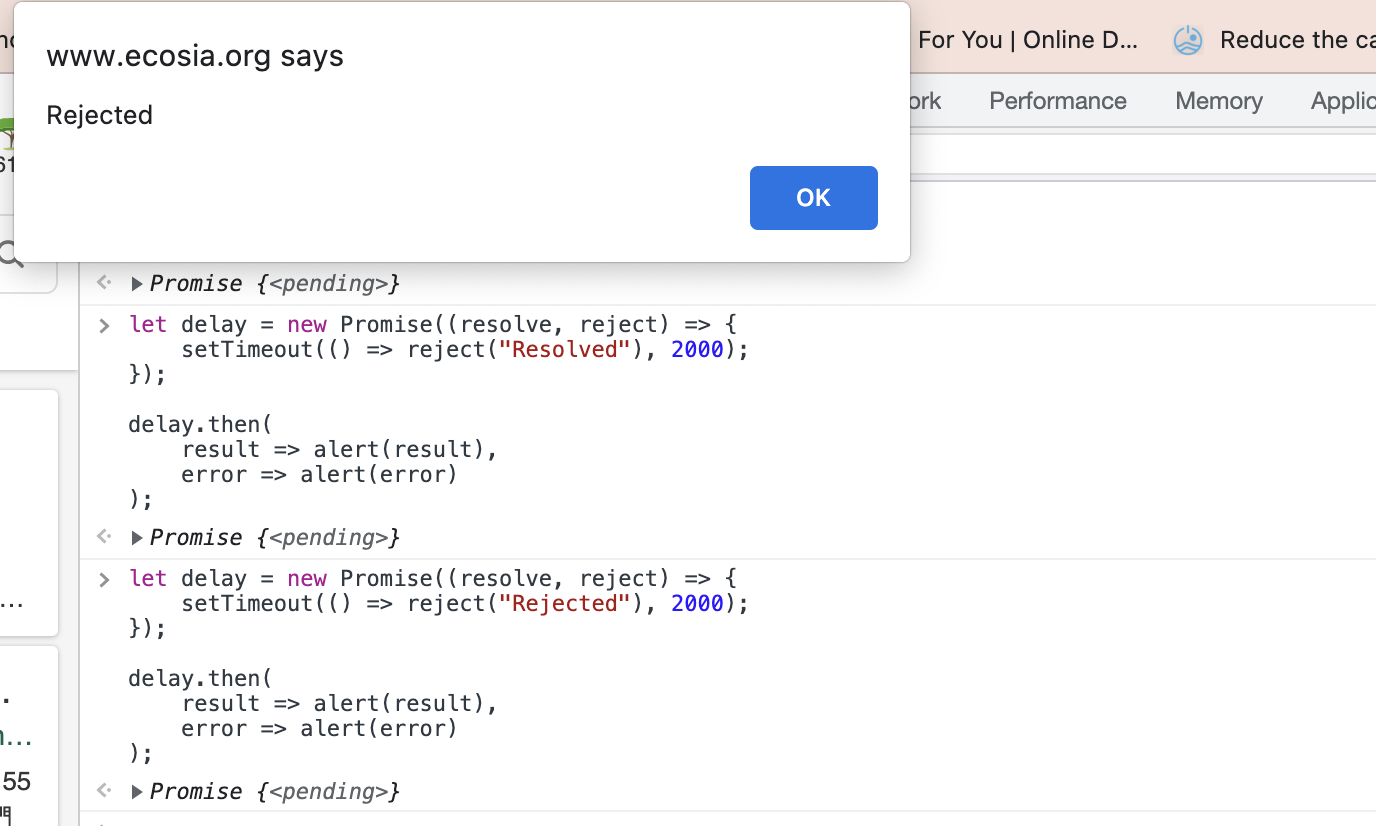 www.ecosia.org says
For You | Online D...
Reduce the ca
Rejected
Performance
Memory
Applic
61
OK
Promise {<pending>}
let delay = new Promise((resolve, reject) => {
setTimeout(() => reject("Resolved"), 2000);
});
delay.then(
result => alert(result),
error => alert(error)
);
Promise {<pending>}
let delay = new Promise((resolve, reject) => {
setTimeout(() => reject("Rejected"), 2000);
});
delay.then(
result => alert(result),
error => alert(error)
);
Promise {<pending>}
...
55